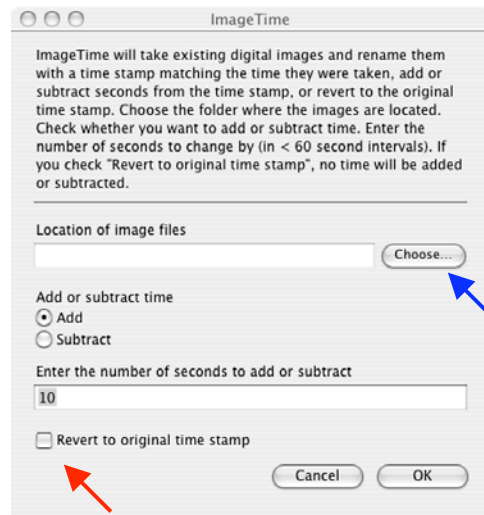 ImageTime
ImageTime will take existing digital images and rename them
with a time stamp matching the time they were taken, add or
subtract seconds from the time stamp, or revert to the original
time stamp. Choose the folder where the images are located.
Check whether you want to add or subtract time. Enter the
number of seconds to change by (in < 60 second intervals). If
you check "Revert to original time stamp", no time will be added
or subtracted.
Location of image files
Choose...
Add or subtract time
Add
Subtract
Enter the number of seconds to add or subtract
10
Revert to original time stamp
Cancel OK